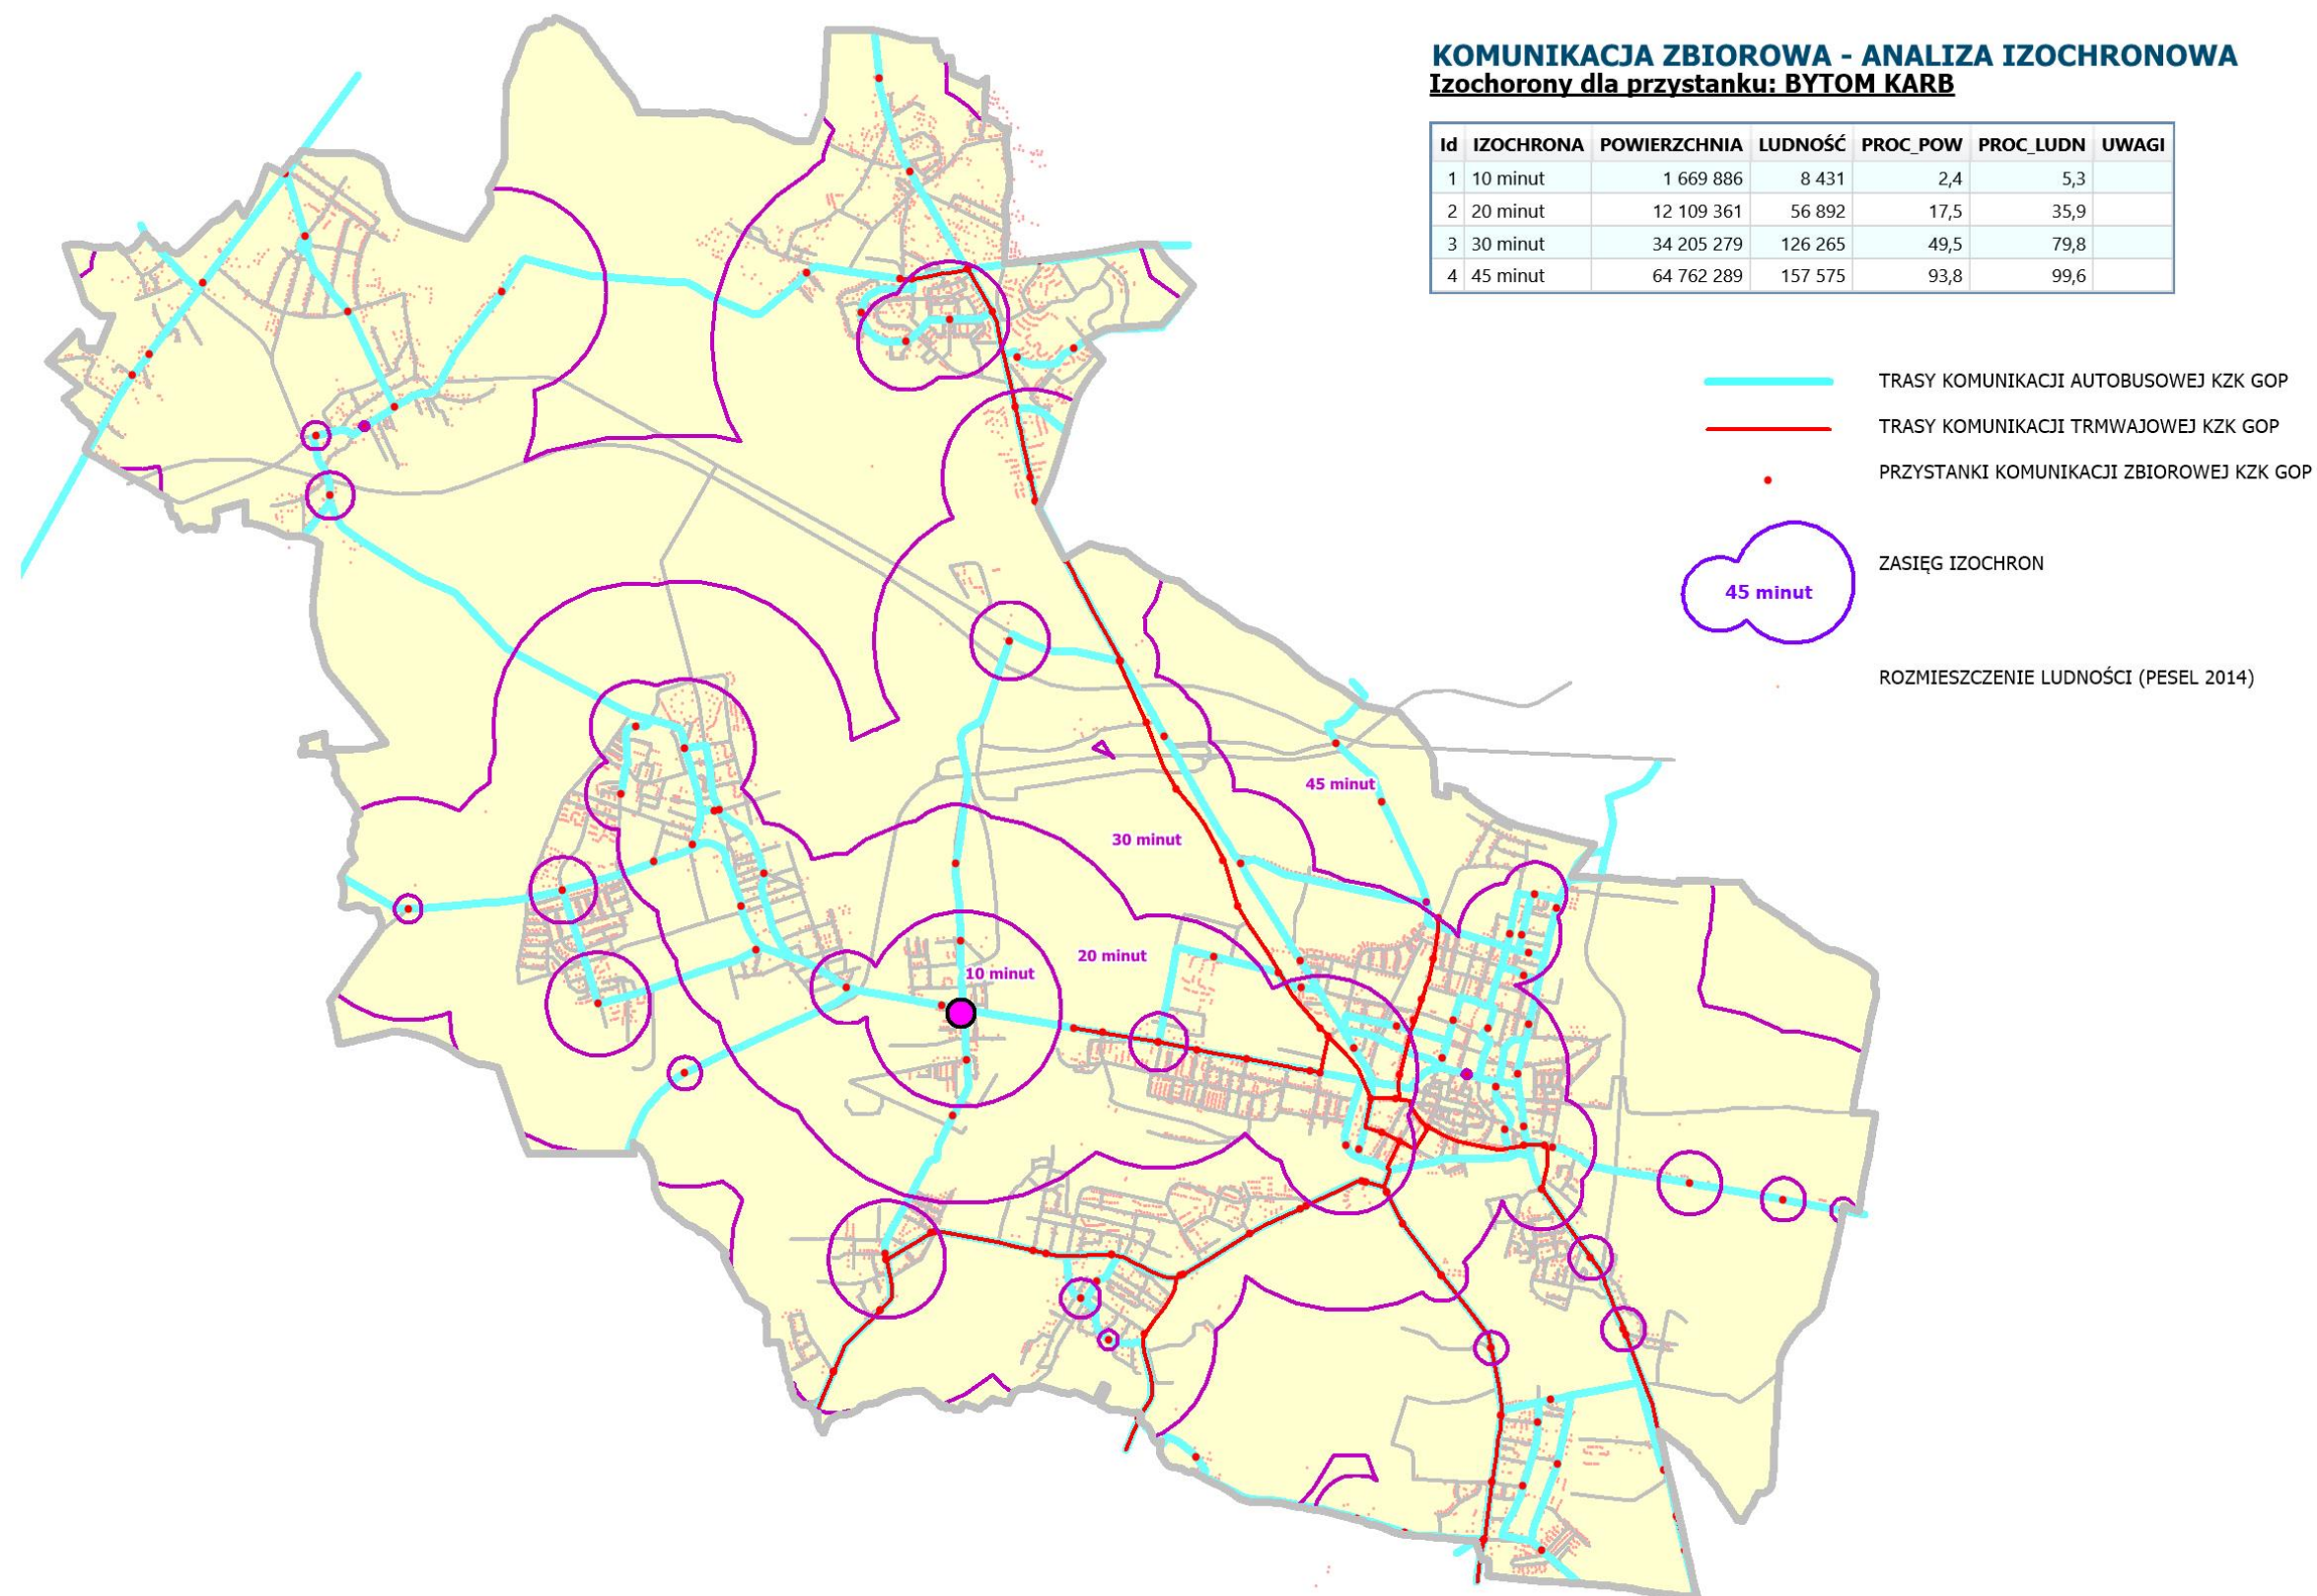 KOMUNIKACJA ZBIOROWA - ANALIZA IZOCHRONOWA
Izochorony dla przystanku: BYTOM KARB
Id IZOCHRONA POWIERZCHNIA LUDNOŚĆ PROC_POW PROC_LUDN UWAGI
1 10 minut 1 669 886 8 431 2,4 5,3
2 20 minut 12 109 361 56 892 17,5 35,9
3 30 minut 34 205 279 126 265 49,5 79,8
4 45 minut 64 762 289 157 575 93,8 99,6
TRASY KOMUNIKACJI AUTOBUSOWEJ KZK GOP
TRASY KOMUNIKACJI TRMWAJOWEJ KZK GOP
PRZYSTANKI KOMUNIKACJI ZBIOROWEJ KZK GOP
ZASIĘG IZOCHRON
45 minut
ROZMIESZCZENIE LUDNOŚCI (PESEL 2014)
45 minut
30 minut
20 minut
10 minut